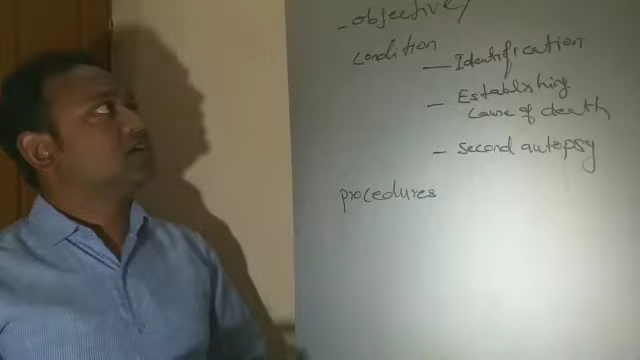 - objective/
condition
- Identification
- Establishing
cause of death
- second autopsy
procedures